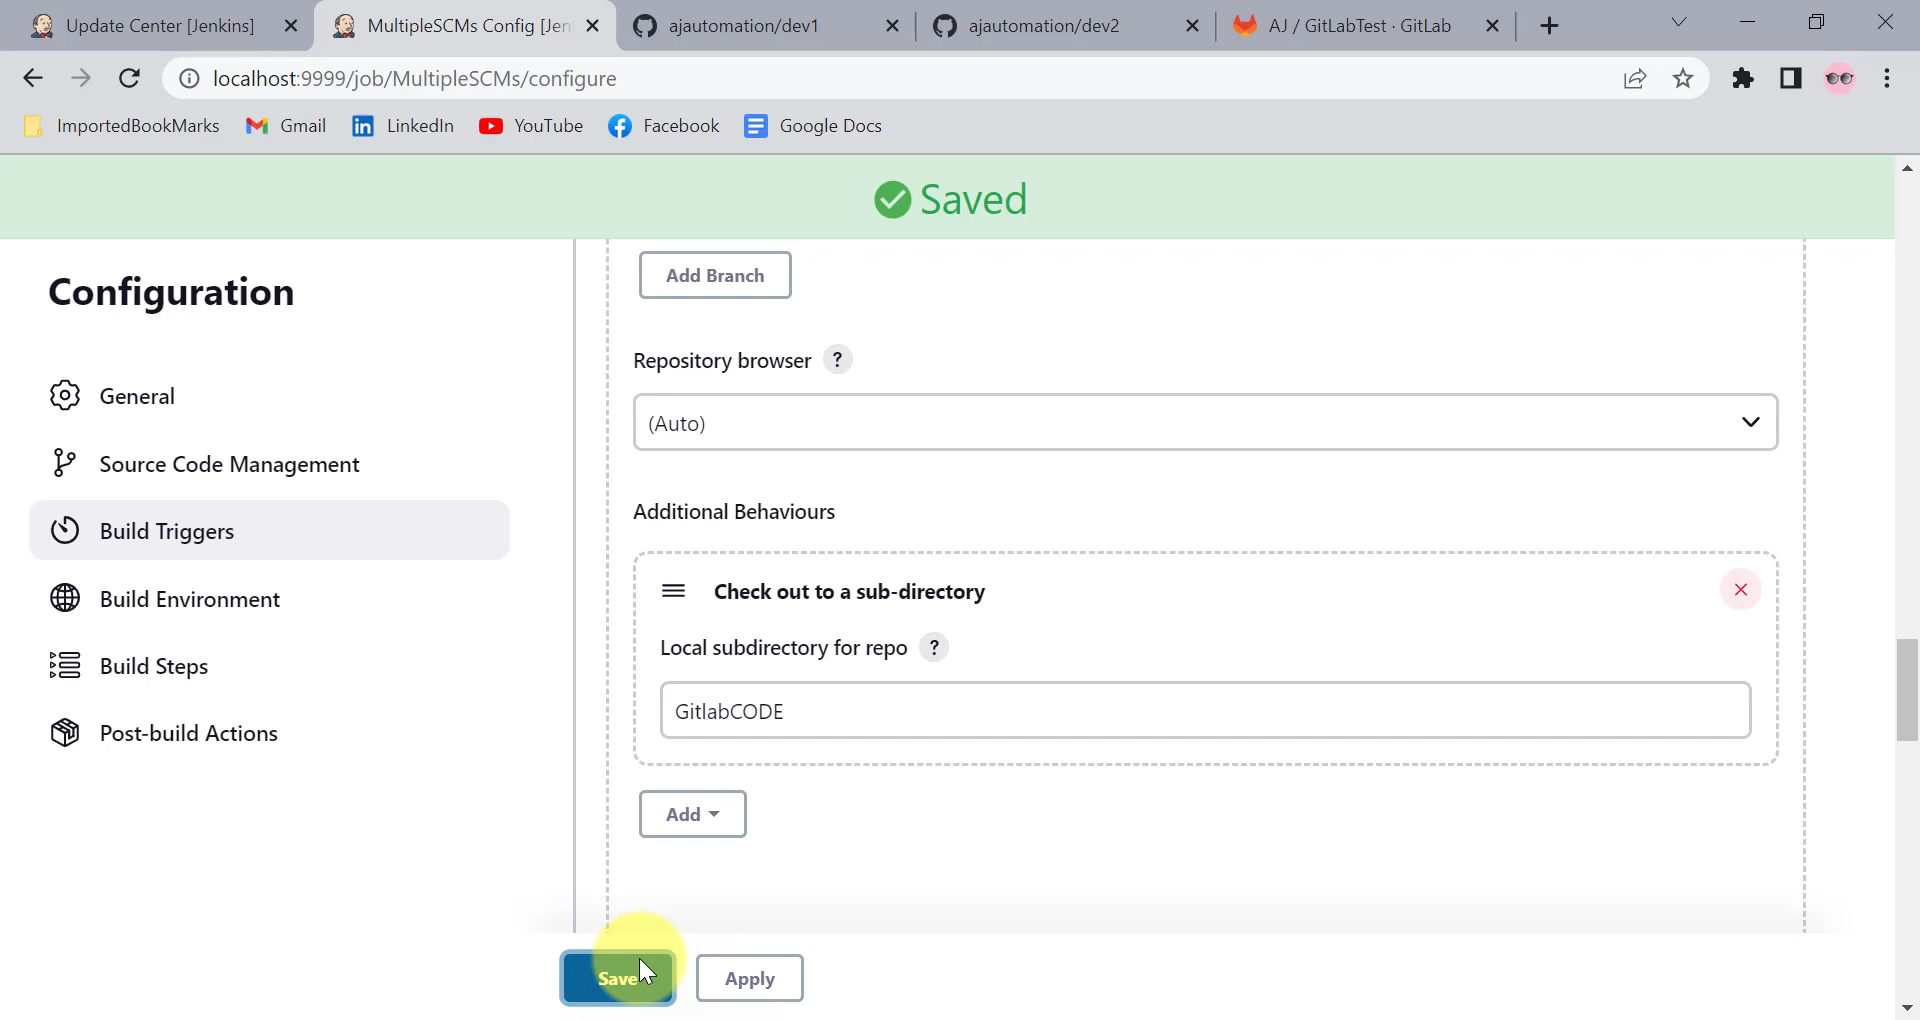 Update Center [Jenkins]
MultipleSCMs Config [Jen
ajautomation/dev1
ajautomation/dev2
AJ / GitLabTest · GitLab
localhost:9999/job/MultipleSCMs/configure
ImportedBookMarks
Gmail
LinkedIn
YouTube
Facebook
Google Docs
Saved
Configuration
General
Source Code Management
Build Triggers
Build Environment
Build Steps
Post-build Actions
Add Branch
Repository browser ?
(Auto)
Additional Behaviours
Check out to a sub-directory
Local subdirectory for repo ?
GitlabCODE
Add
Save
Apply